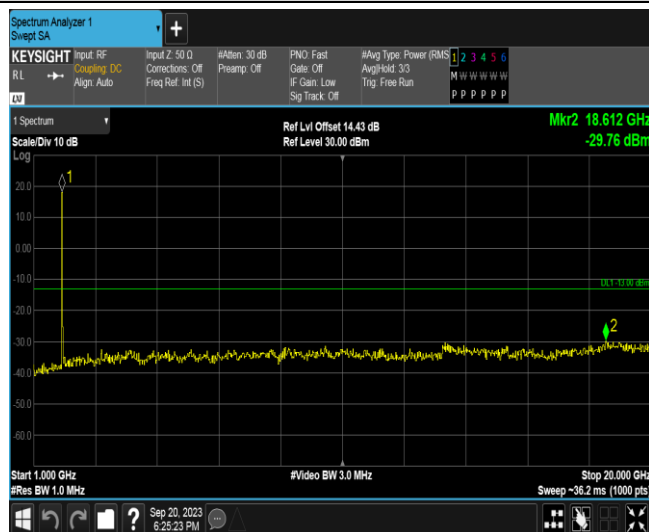 Spectrum Analyzer 1
Swept SA
+
KEYSIGHT
RL
LXI
Input: RF
Coupling: DC
Align: Auto
Input Z: 50 Ω
Corrections: Off
Freq Ref: Int (S)
#Atten: 30 dB
Preamp: Off
PNO: Fast
Gate: Off
IF Gain: Low
Sig Track: Off
#Avg Type: Power (RMS
Avg|Hold: 3/3
Trig: Free Run
1 2 3 4 5 6
M W W W W W
P P P P P P
1 Spectrum
Scale/Div 10 dB
Ref Lvl Offset 14.43 dB
Ref Level 30.00 dBm
Mkr2 18.612 GHz
-29.76 dBm
Log
1
20.0
10.0
0.00
-10.0
DL1 -13.00 dBm
-20.0
2
-30.0
-40.0
-50.0
-60.0
Start 1.000 GHz
#Res BW 1.0 MHz
#Video BW 3.0 MHz
Stop 20.000 GHz
Sweep ~36.2 ms (1000 pts)
?
Sep 20, 2023
6:25:23 PM